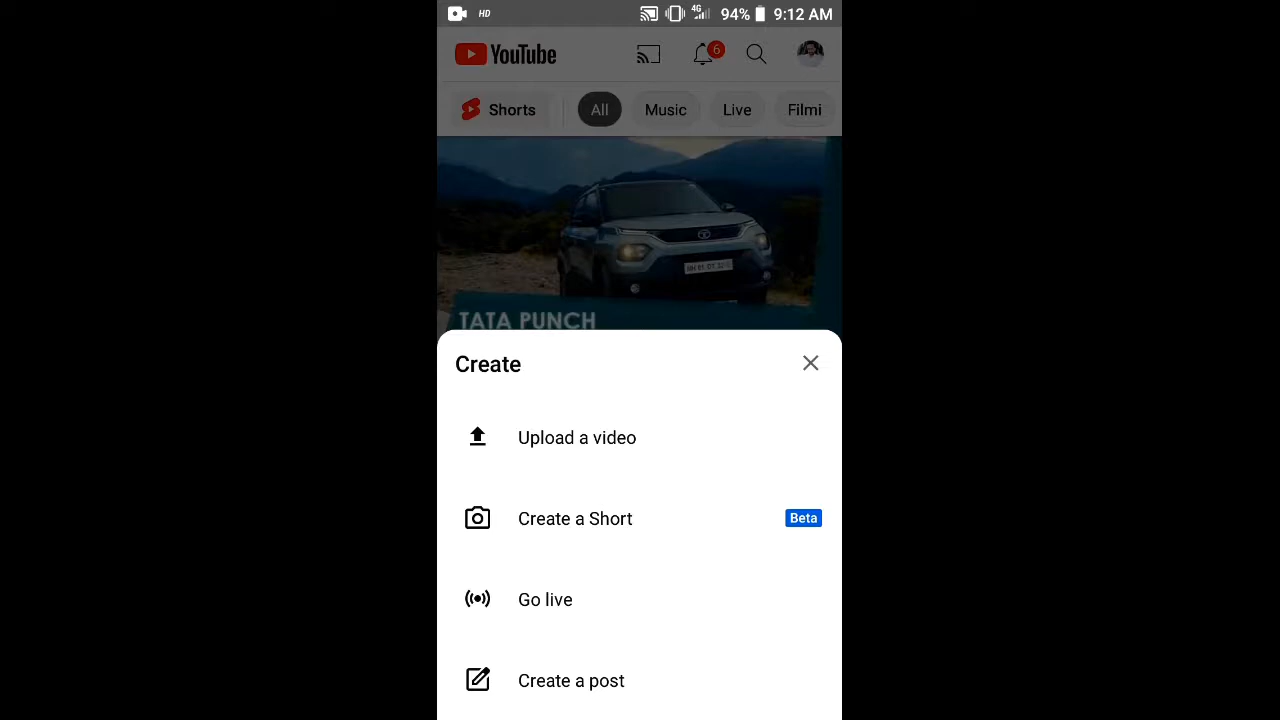 HD 4G 94% 9:12 AM
YouTube 6
Shorts All Music Live Filmi
TATA PUNCH
Create
Upload a video
Create a Short Beta
Go live
Create a post